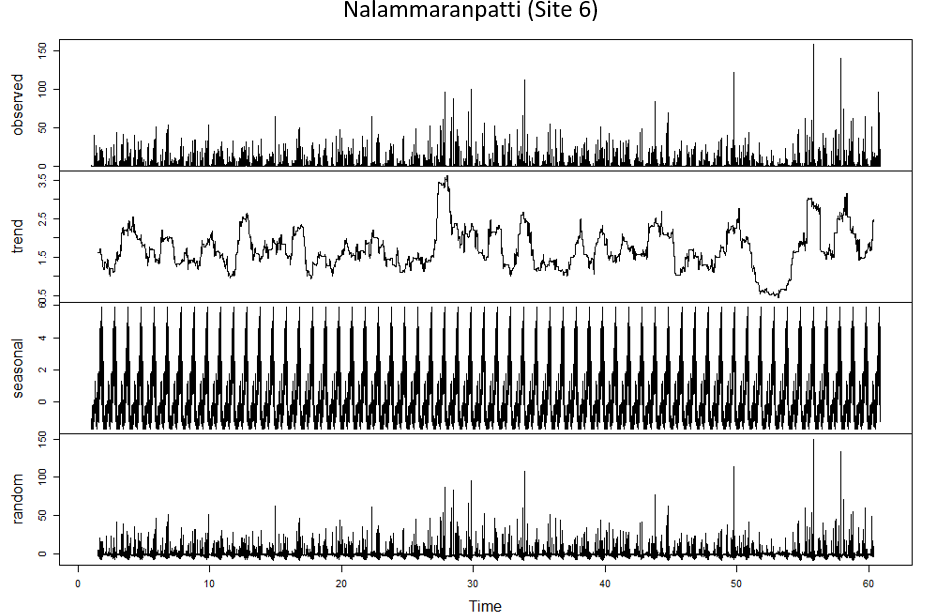 Nalammaranpatti (Site 6)
observed
0 50 100 150
trend
0.5 1.5 2.5 3.5
seasonal
0 2 4 6
random
0 50 100 150
0 10 20 30 40 50 60
Time